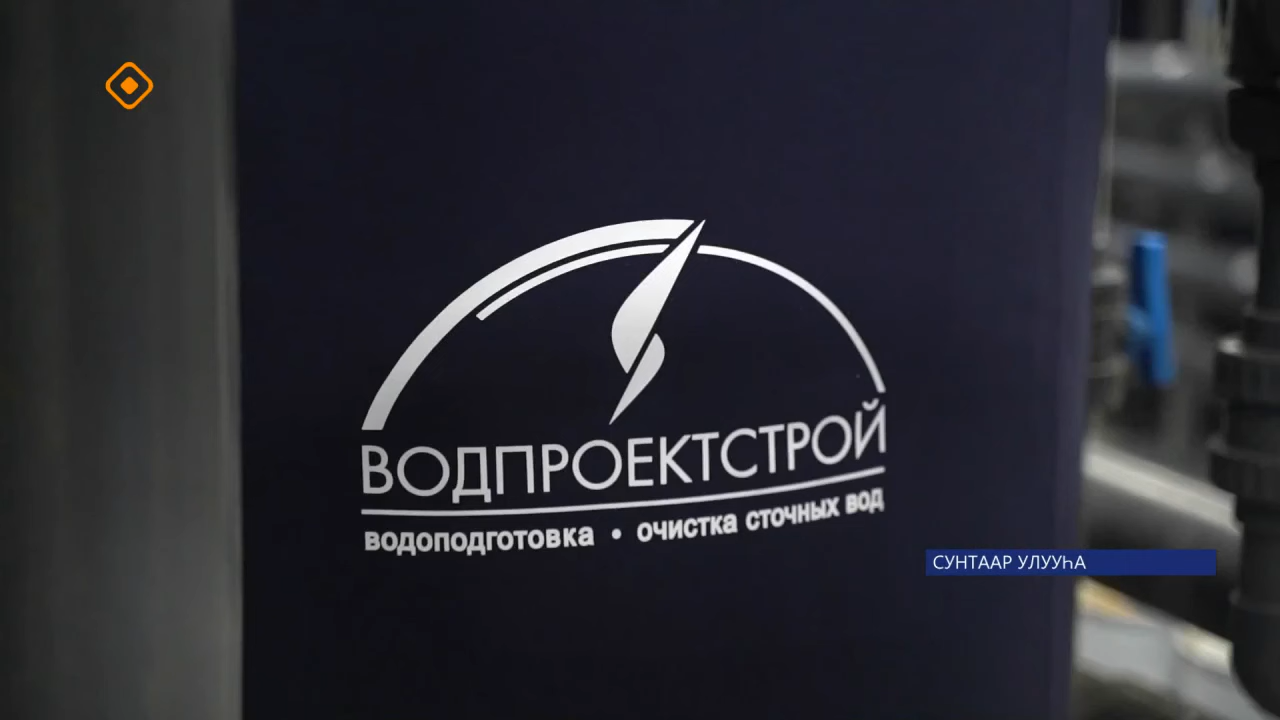 ВОДПРОЕКТСТРОЙ
водоподготовка • очистка сточных вод
СУНТААР УЛУУҺА